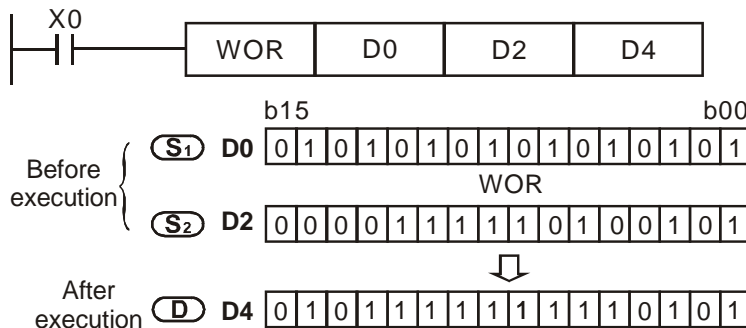 X0
WOR D0 D2 D4
b15 b00
Before execution
S1 D0 0 1 0 1 0 1 0 1 0 1 0 1 0 1 0 1
WOR
S2 D2 0 0 0 0 1 1 1 1 1 0 1 0 0 1 0 1
After execution
D D4 0 1 0 1 1 1 1 1 1 1 1 1 0 1 0 1